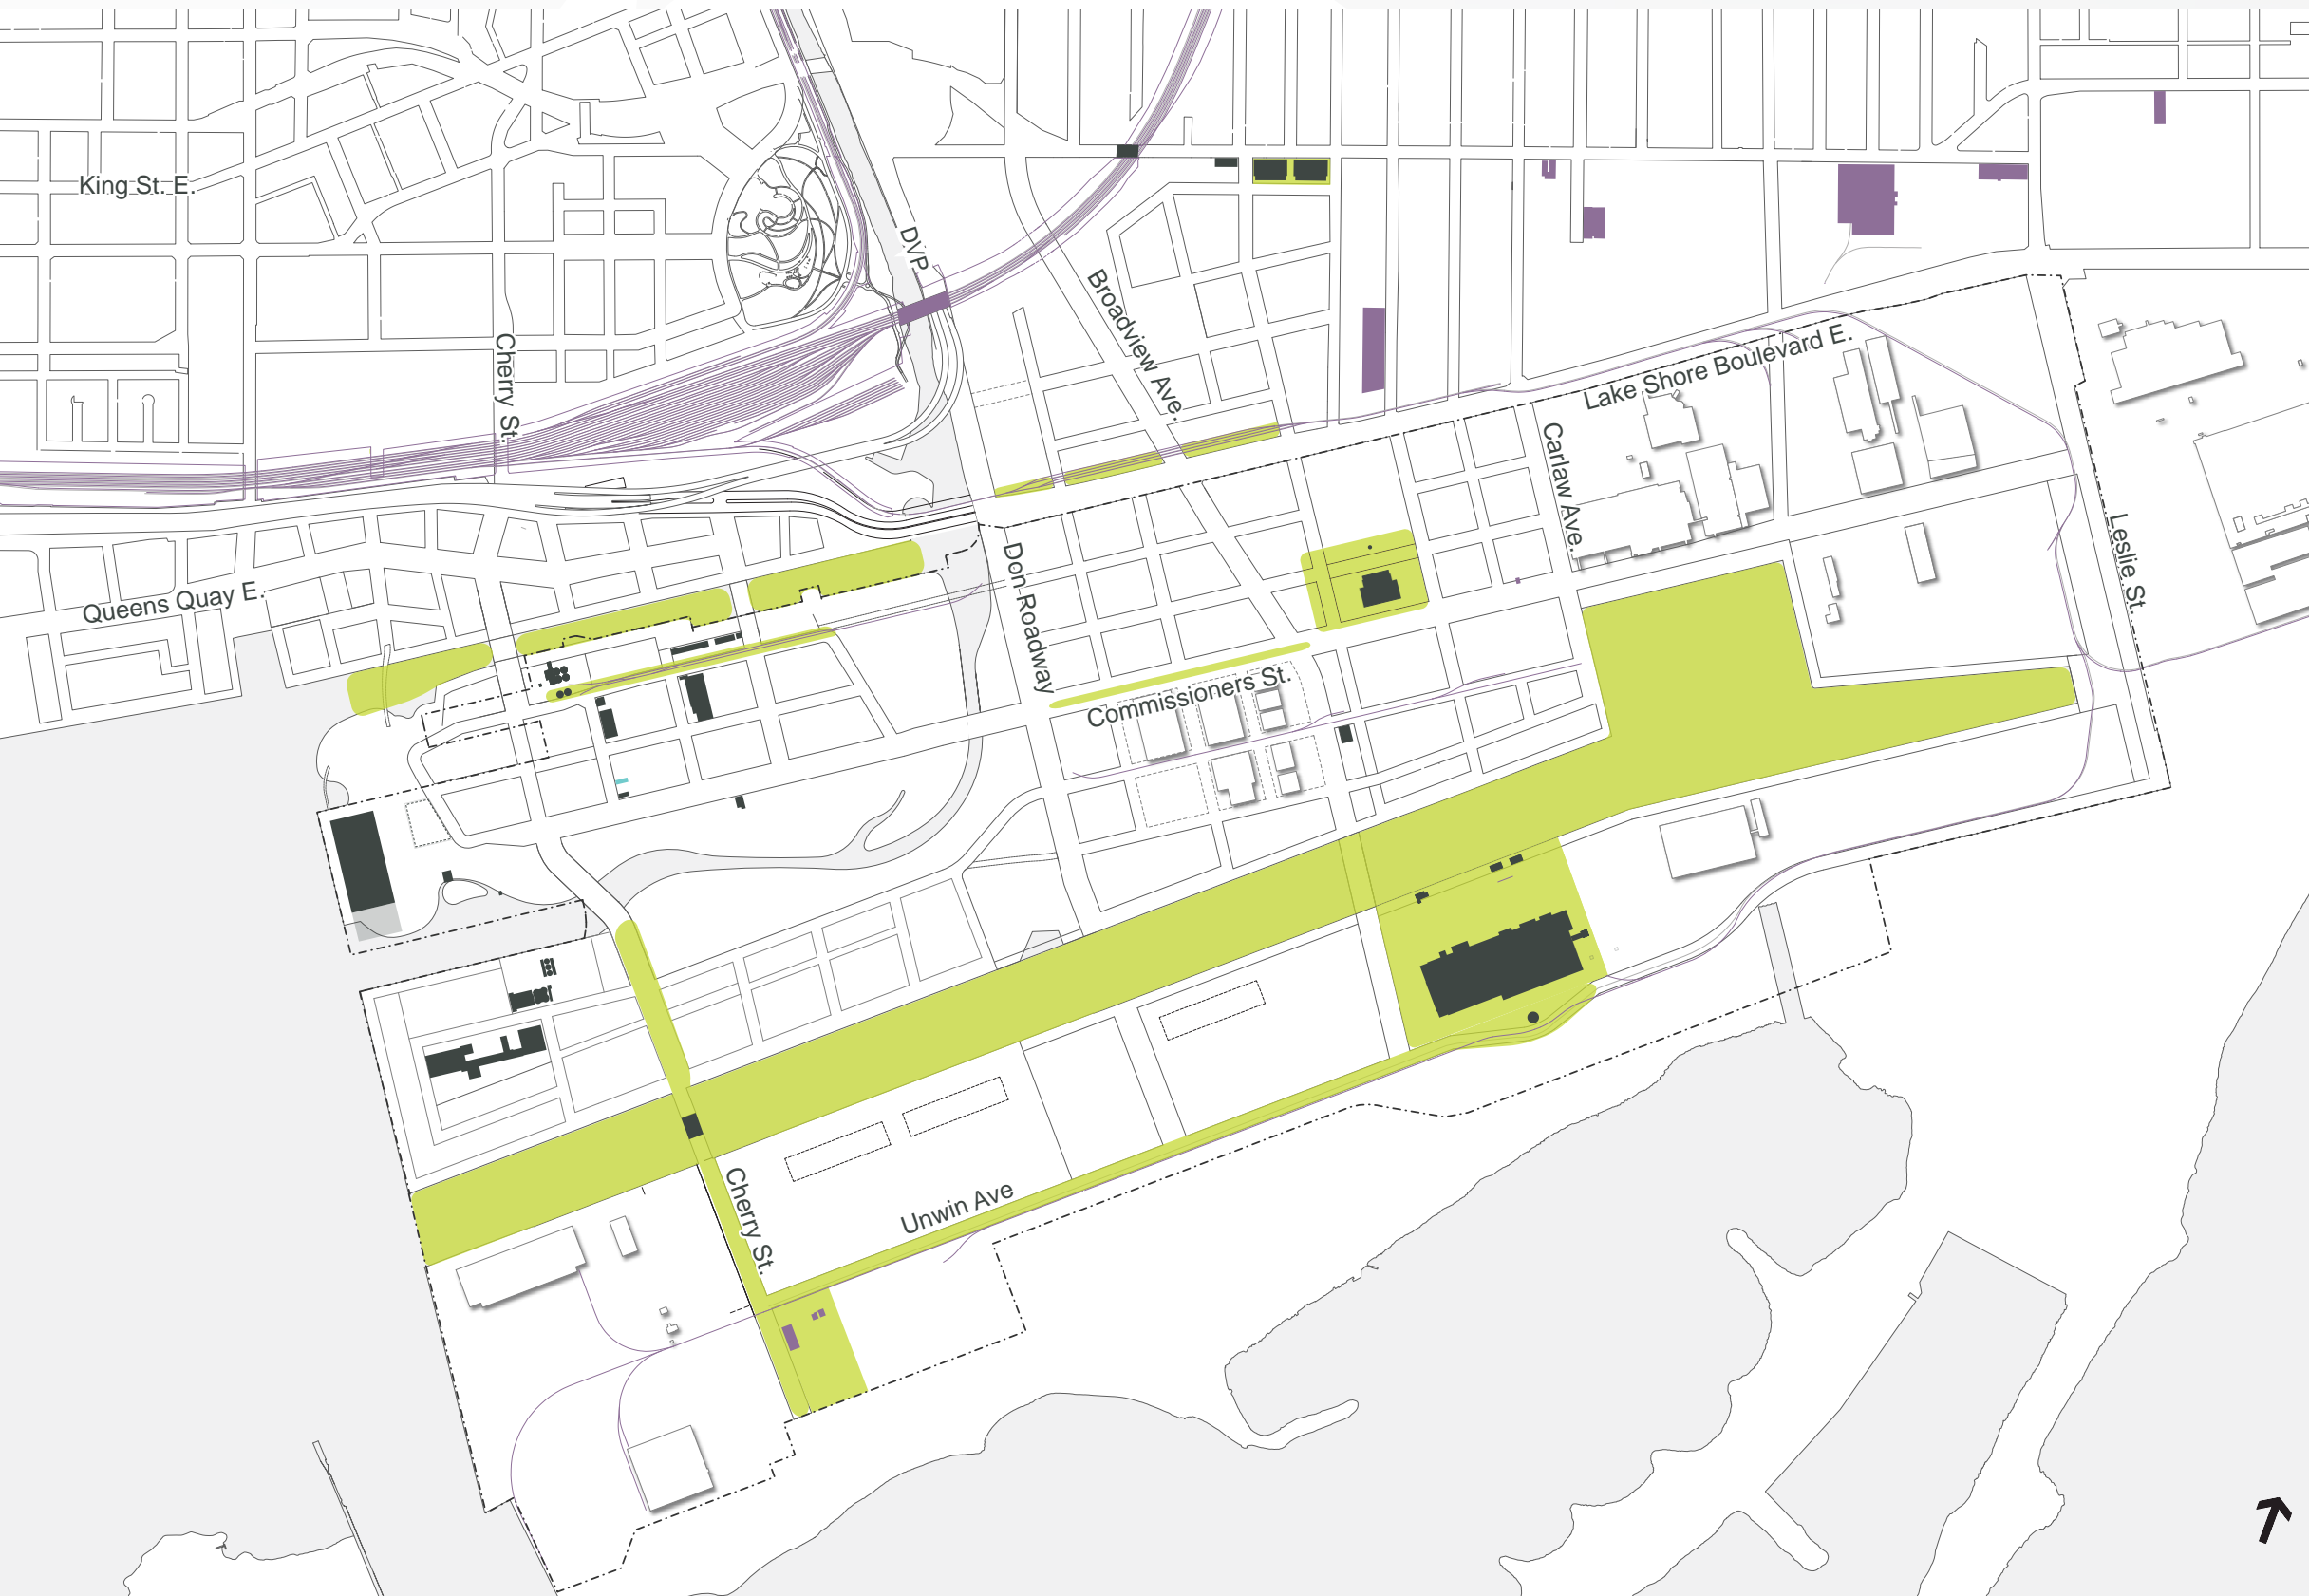 King St. E.
DVP
Broadview Ave.
Cherry St.
Lake Shore Boulevard E.
Carlaw Ave.
Leslie St.
Queens Quay E.
Don Roadway
Commissioners St.
Cherry St.
Unwin Ave